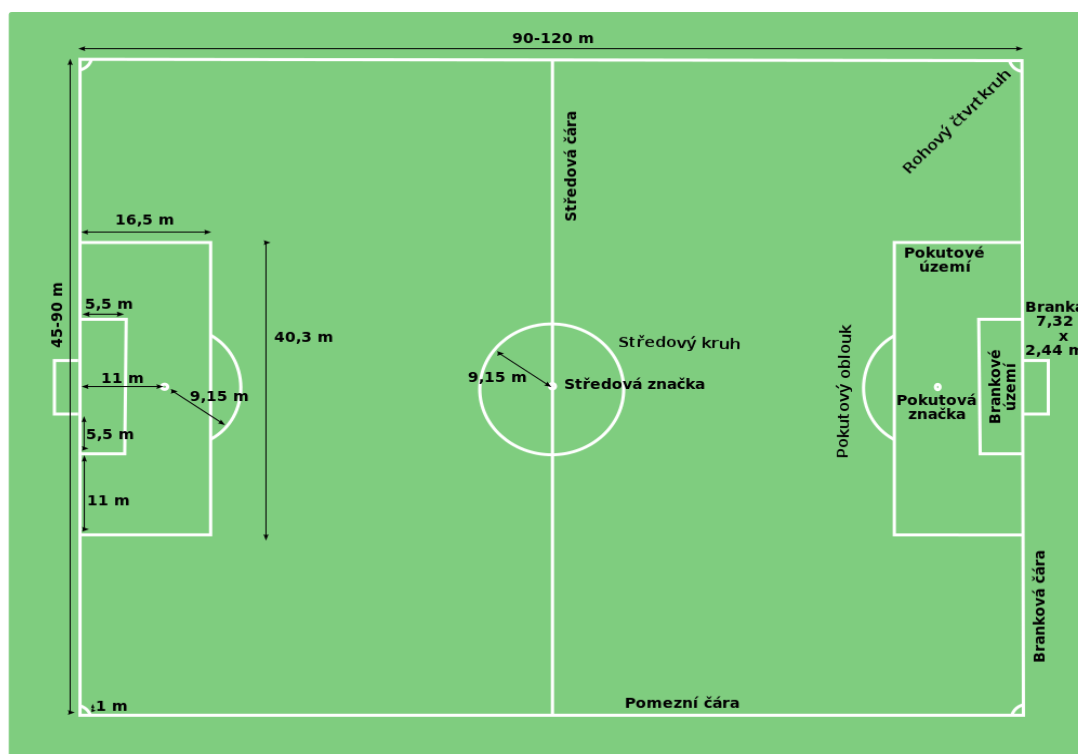 90-120 m
Rohový čtvrtkruh
Středová čára
16,5 m
Pokutové
území
45-90 m
5,5 m
40,3 m
Branka
7,32
x
2,44 m
Středový kruh
Pokutový oblouk
11 m
9,15 m
9,15 m
Středová značka
Pokutová
značka
Brankové
území
5,5 m
11 m
Branková čára
1 m
Pomezní čára